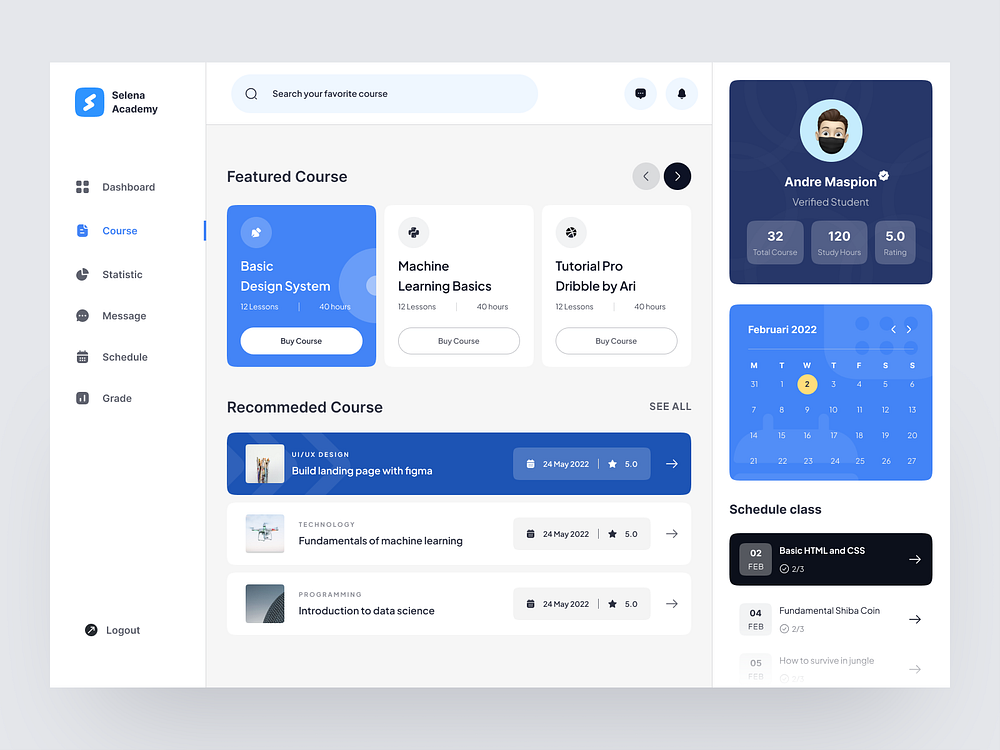 Selena
Academy
Dashboard
Course
Statistic
Message
Schedule
Grade
Logout
Search your favorite course
Featured Course
Basic
Design System
12 Lessons | 40 hours
Buy Course
Machine
Learning Basics
12 Lessons | 40 hours
Buy Course
Tutorial Pro
Dribble by Ari
12 Lessons | 40 hours
Buy Course
Recommeded Course
SEE ALL
UI/UX DESIGN
Build landing page with figma
24 May 2022 | 5.0
TECHNOLOGY
Fundamentals of machine learning
24 May 2022 | 5.0
PROGRAMMING
Introduction to data science
24 May 2022 | 5.0
Andre Maspion
Verified Student
32
Total Course
120
Study Hours
5.0
Rating
Februari 2022
M T W T F S S
31 1 2 3 4 5 6
7 8 9 10 11 12 13
14 15 16 17 18 19 20
21 22 23 24 25 26 27
Schedule class
02
FEB
Basic HTML and CSS
2/3
04
FEB
Fundamental Shiba Coin
2/3
05
FEB
How to survive in jungle
2/3